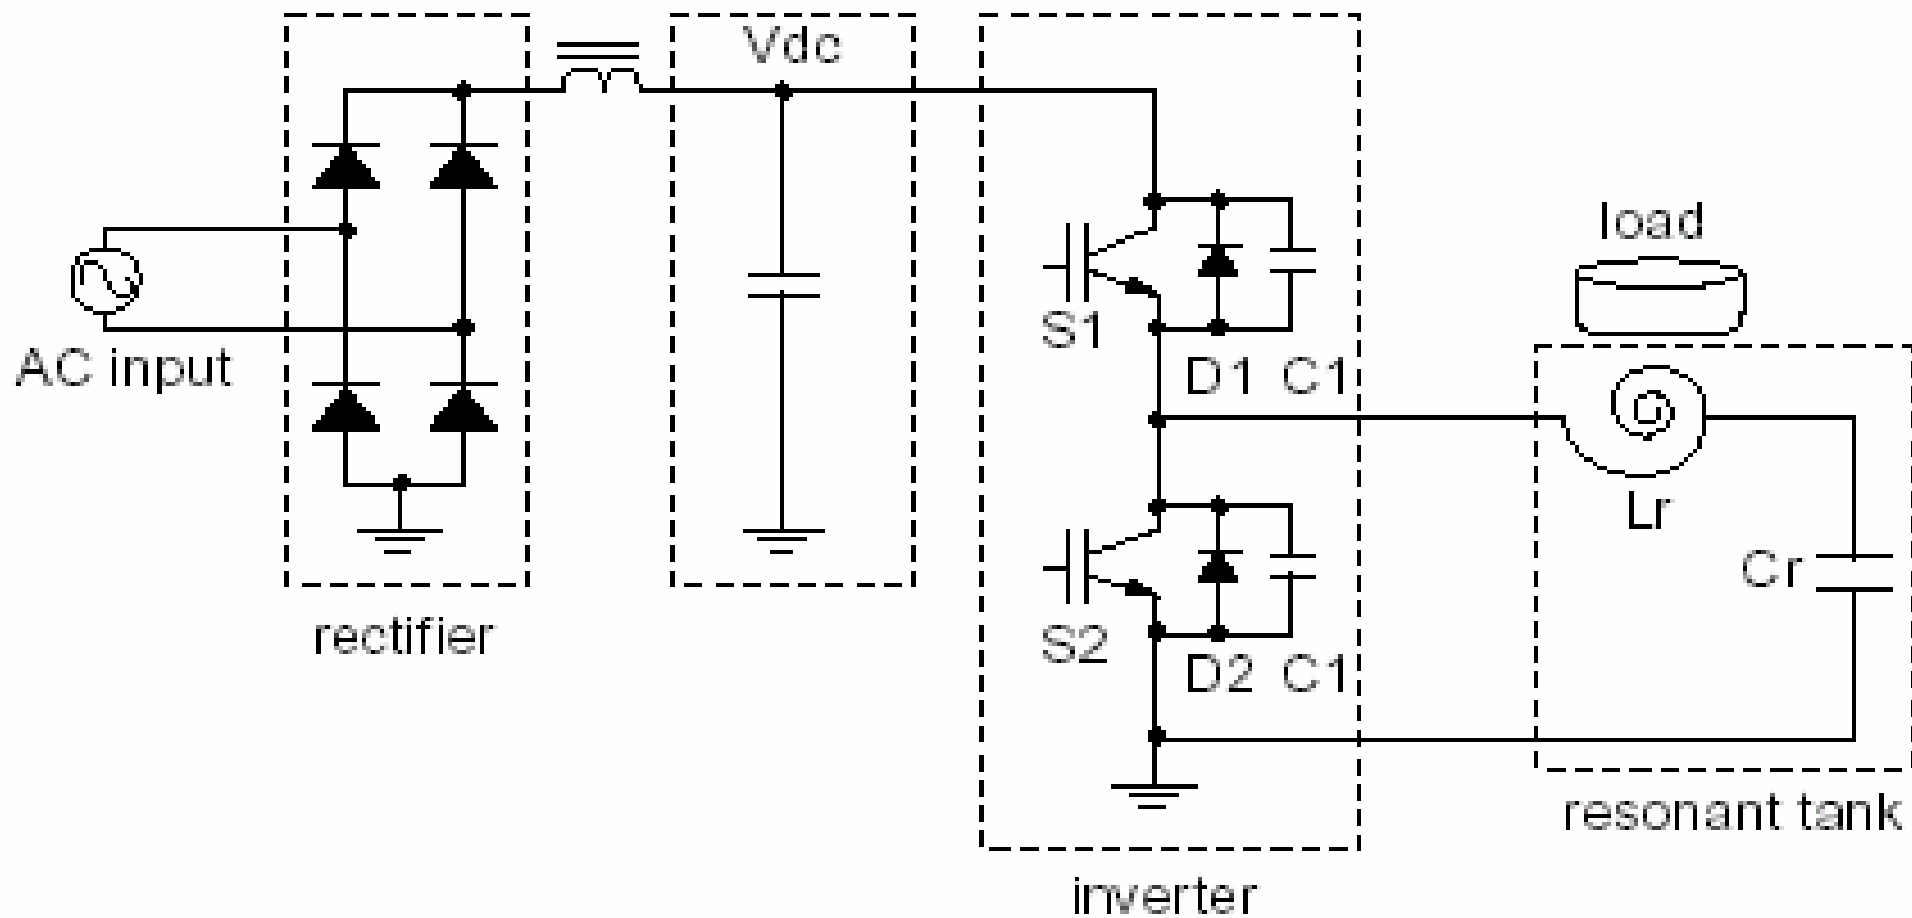 Vdc
load
S1
AC input
D1 C1
Lr
Cr
rectifier
S2
D2 C1
resonant tank
inverter